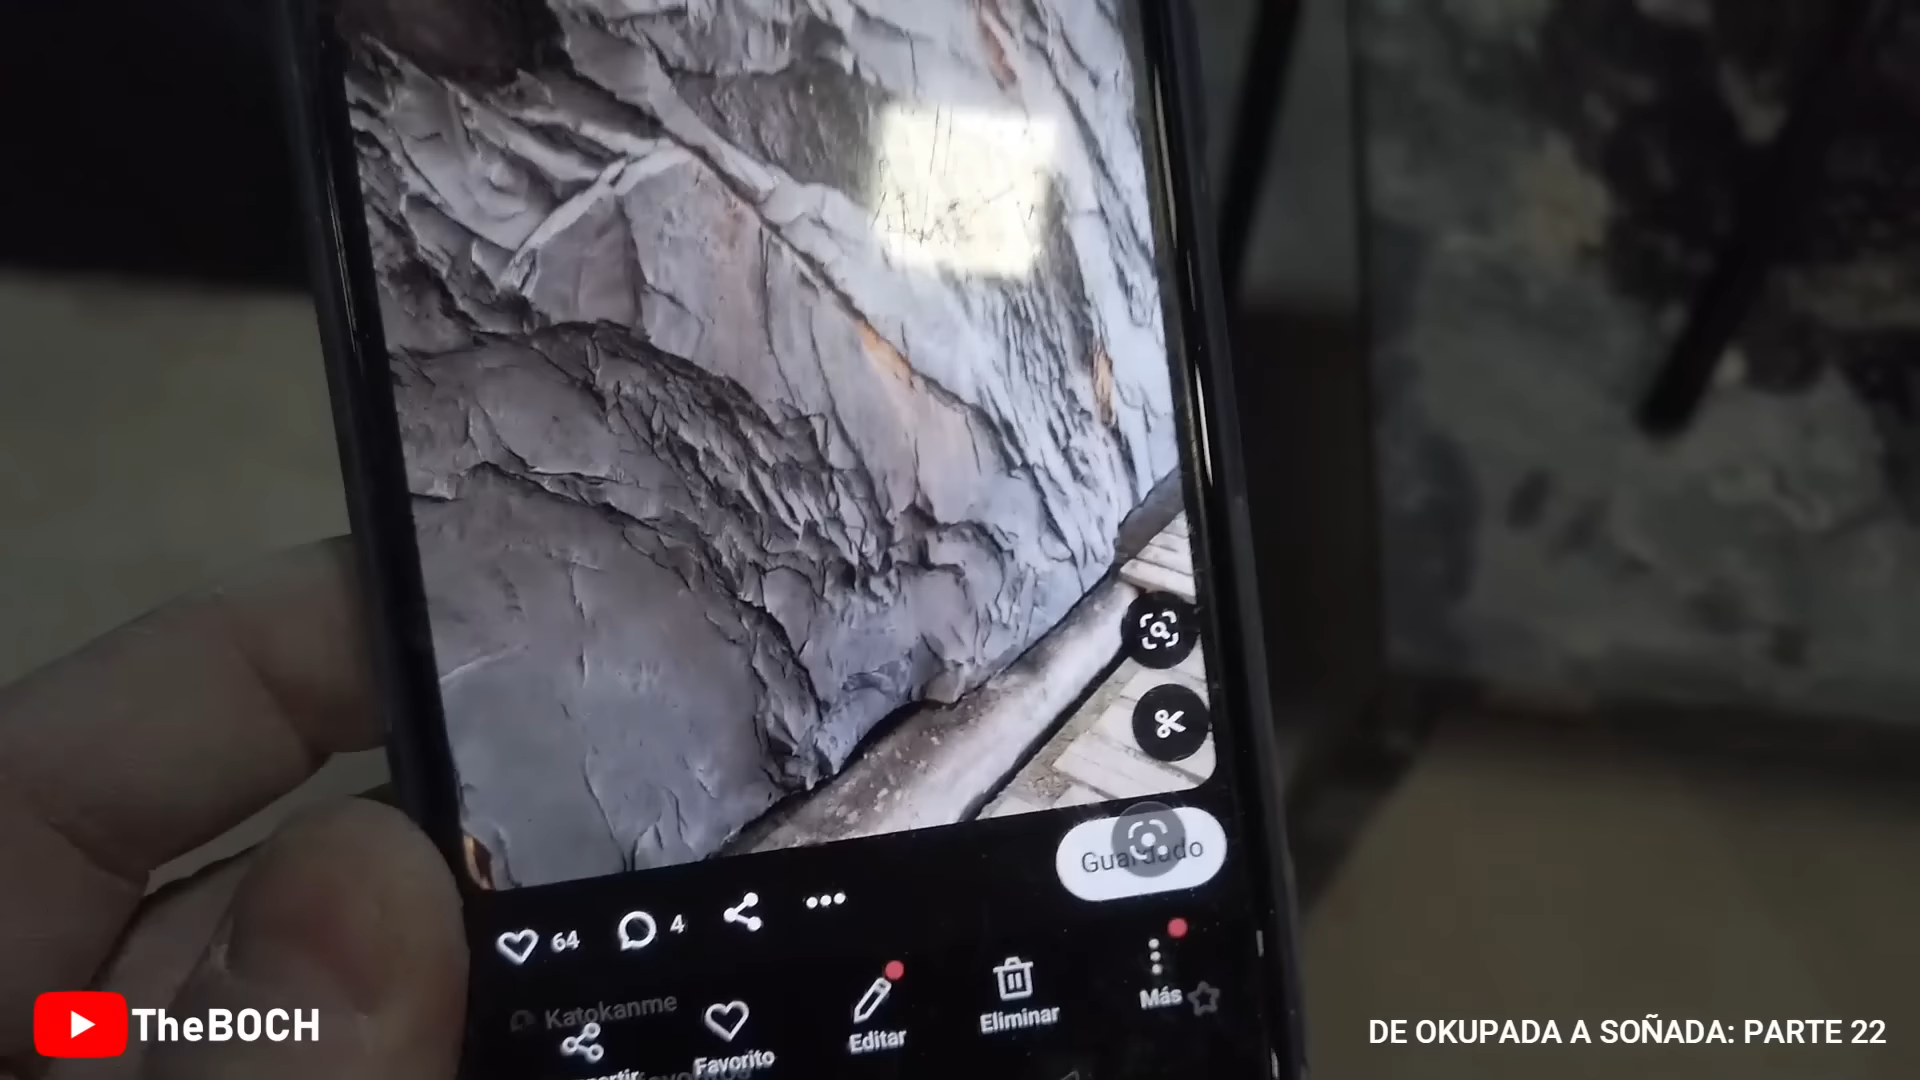 Guardado
64
4
Katokanme
Favorito
Editar
Eliminar
Más
TheBOCH
DE OKUPADA A SOÑADA: PARTE 22